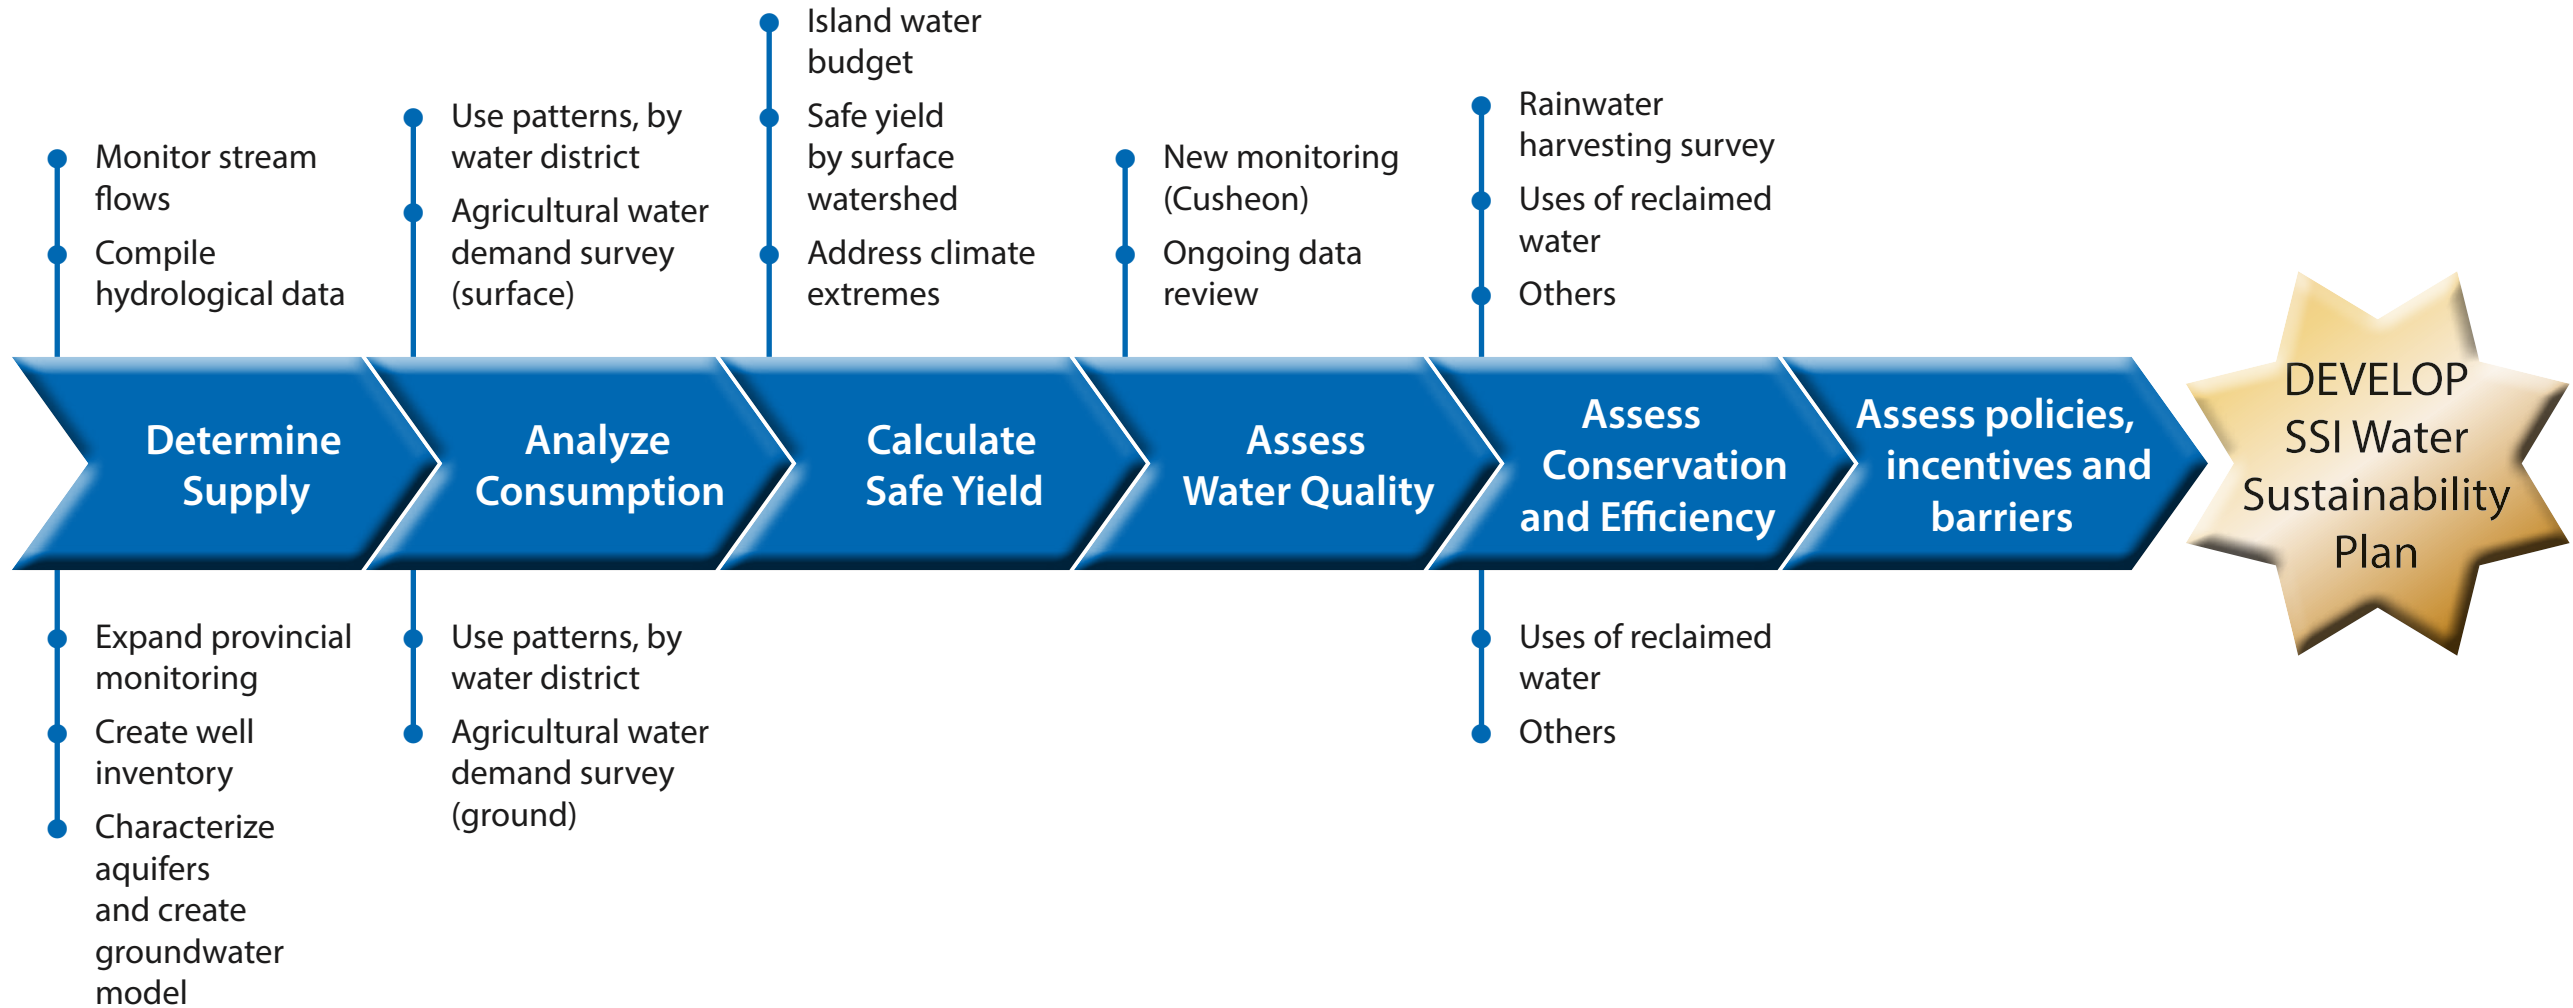 Monitor stream
flows
Compile
hydrological data
Use patterns, by
water district
Agricultural water
demand survey
(surface)
Island water
budget
Safe yield
by surface
watershed
Address climate
extremes
New monitoring
(Cusheon)
Ongoing data
review
Rainwater
harvesting survey
Uses of reclaimed
water
Others
Determine
Supply
Analyze
Consumption
Calculate
Safe Yield
Assess
Water Quality
Assess
Conservation
and Efficiency
Assess policies,
incentives and
barriers
DEVELOP
SSI Water
Sustainability
Plan
Expand provincial
monitoring
Create well
inventory
Characterize
aquifers
and create
groundwater
model
Use patterns, by
water district
Agricultural water
demand survey
(ground)
Uses of reclaimed
water
Others